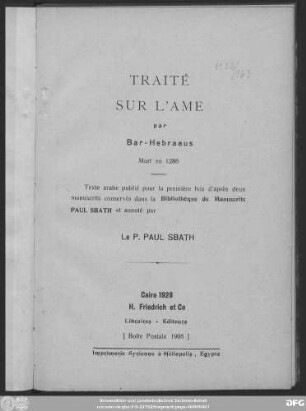 TRAITÉ
SUR L'AME
par
Bar-Hebraeus
Mort en 1286
Texte arabe publié pour la première fois d'après deux
manuscrits conservés dans la Bibliothèque de Manuscrits
PAUL SBATH et annoté par
Le P. PAUL SBATH
Caire 1928
H. Friedrich et Co
Libraires - Editeurs
[ Boîte Postale 1905 ]
Imprimerie Syrienne à Héliopolis, Egypte